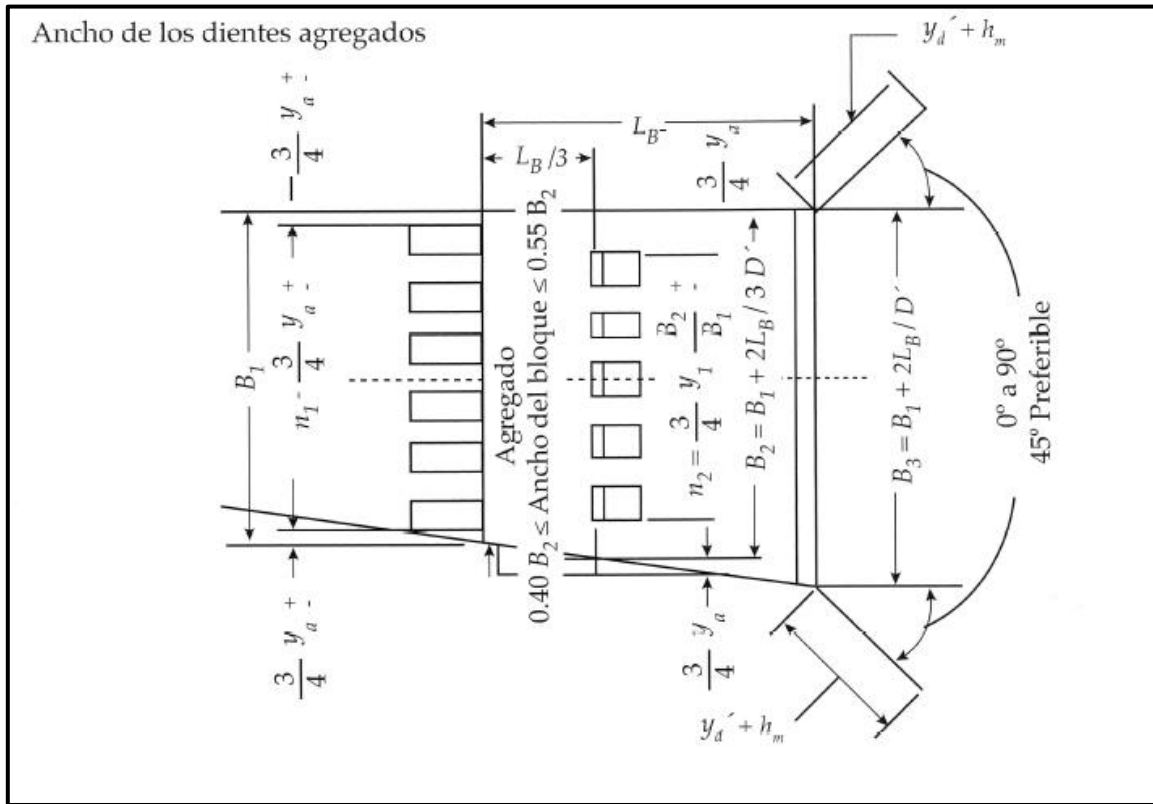 Ancho de los dientes agregados
y_d´ + h_m
3/4 y_a + -
L_B-
L_B /3
3/4 y_a
B_1
n_1 - 3/4 y_a + -
Agregado
0.40 B_2 ≤ Ancho del bloque ≤ 0.55 B_2
n_2 = 3/4 y_1 B_2/B_1 + -
B_2 = B_1 + 2L_B / 3 D´
B_3 = B_1 + 2L_B / D´
0º a 90º
45º Preferible
3/4 y_a + -
3/4 y_a
y_d´ + h_m